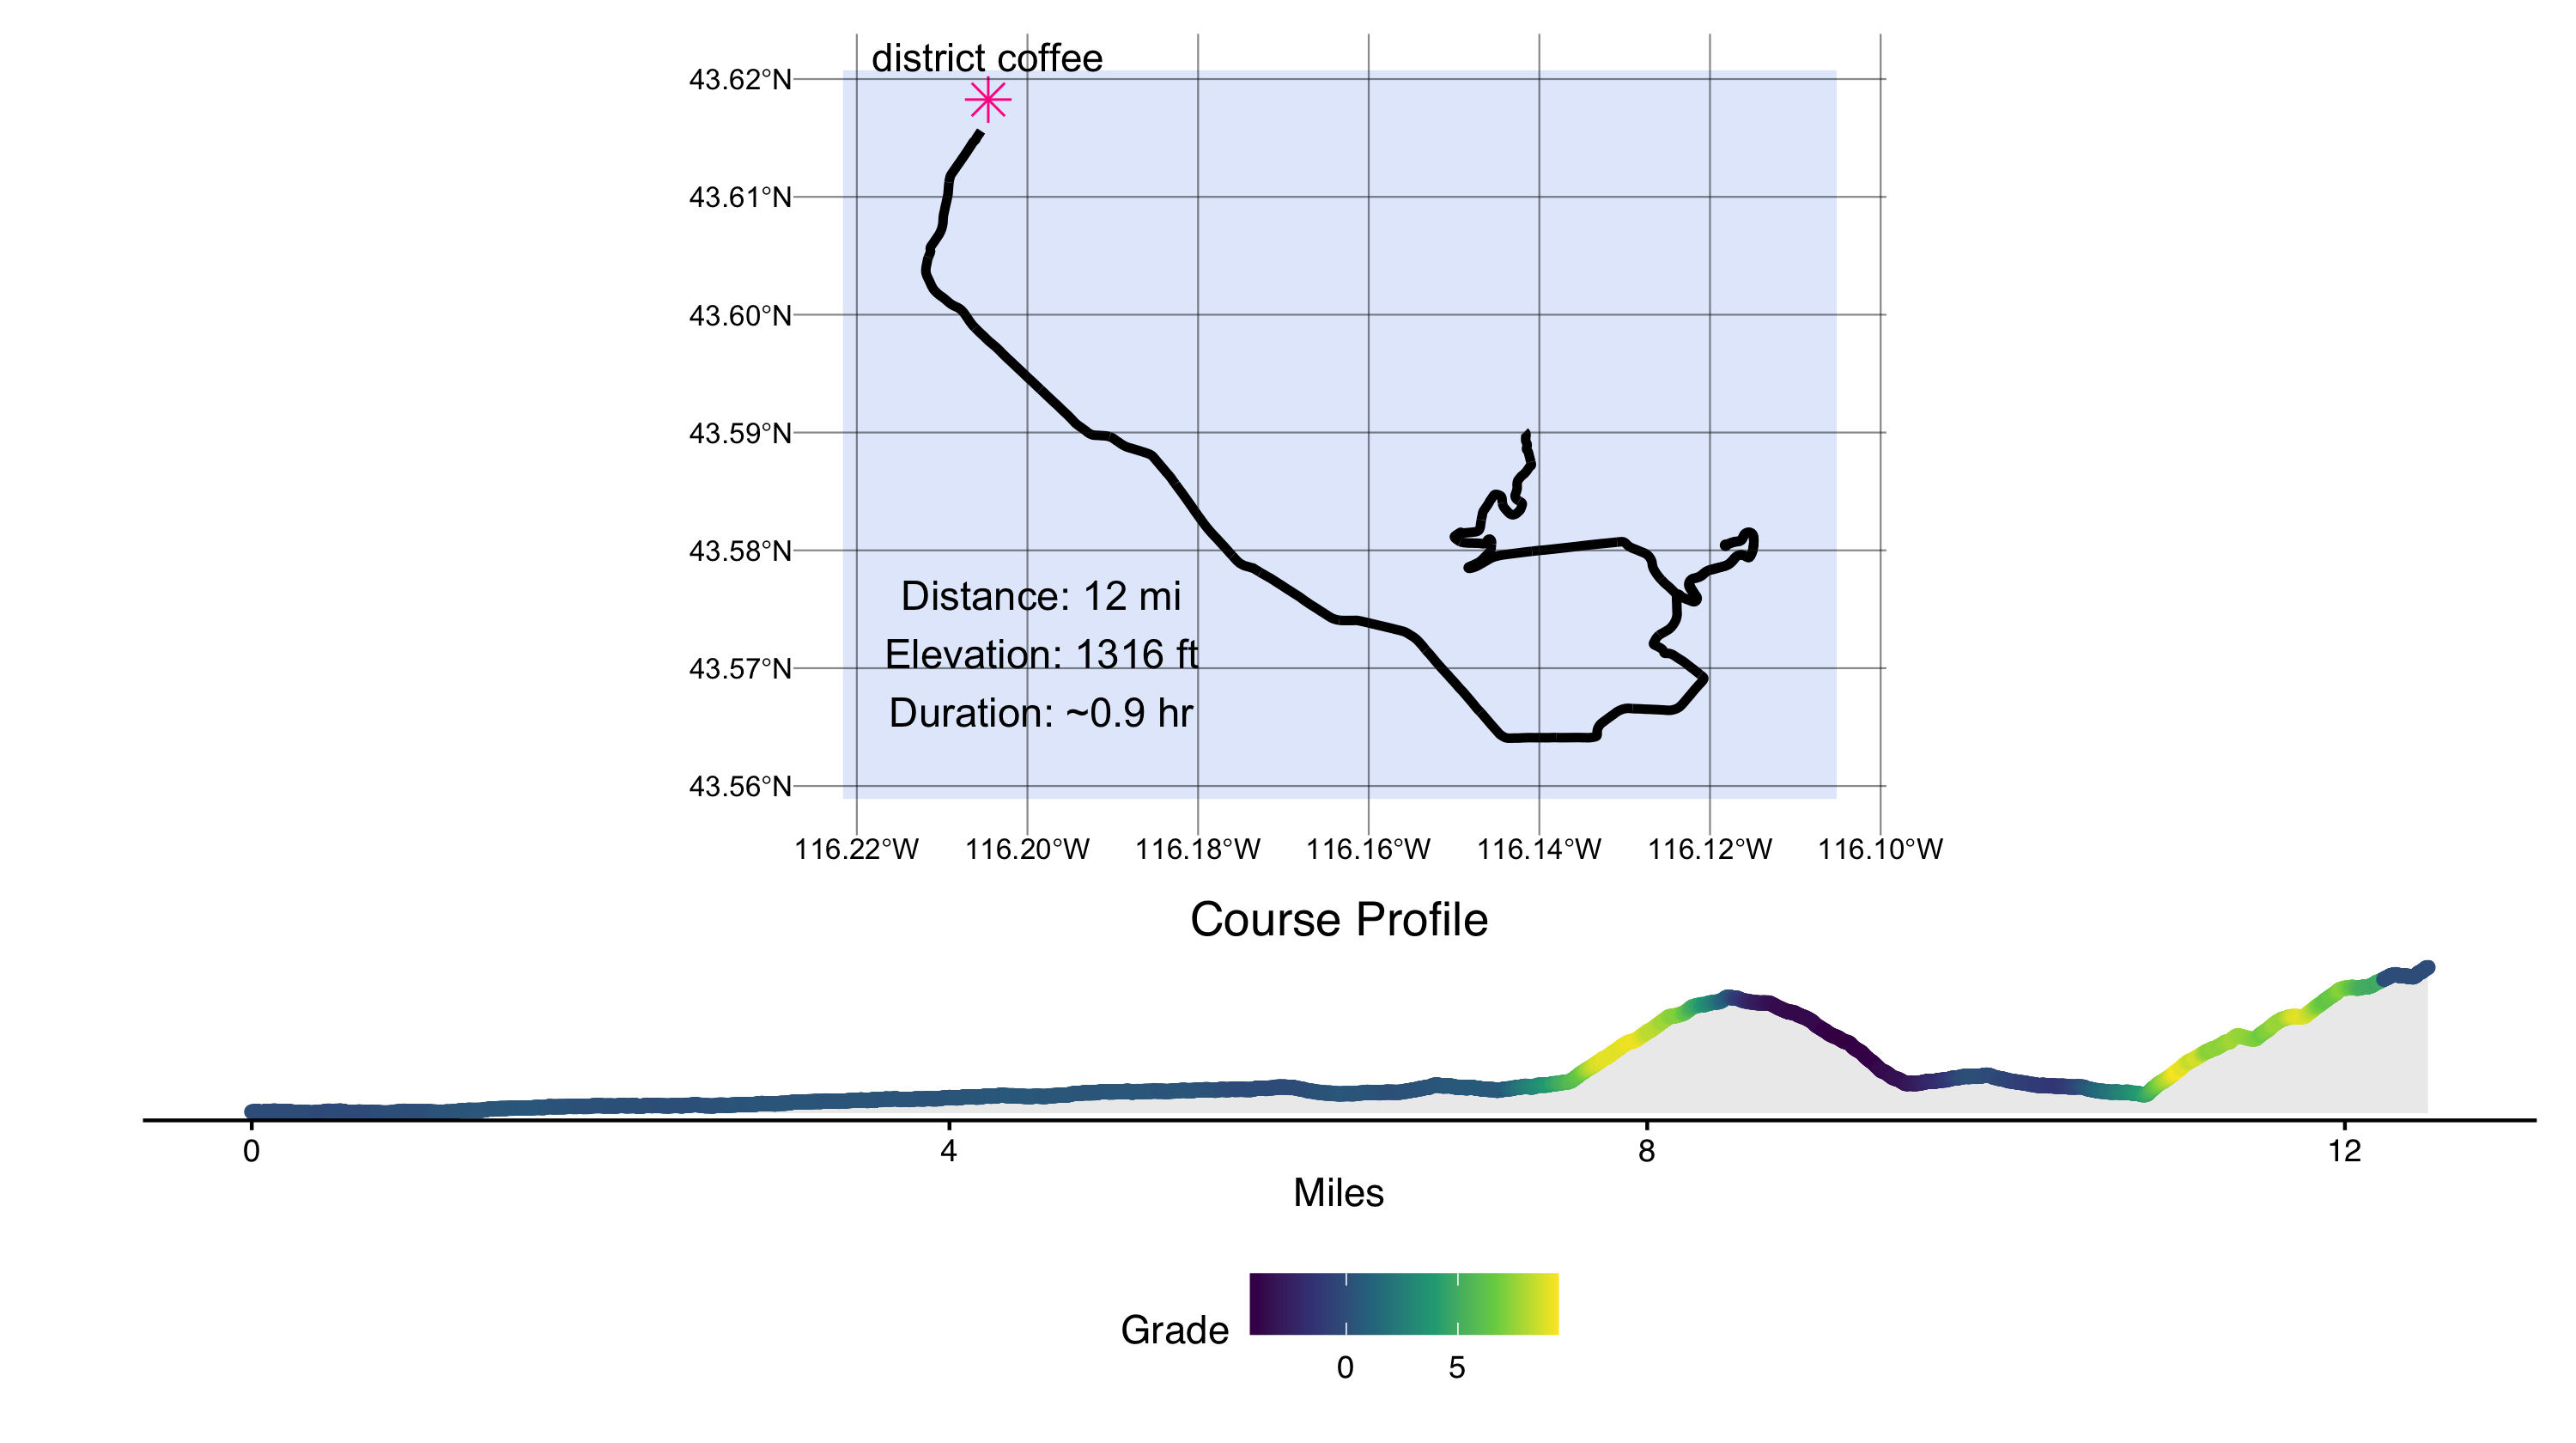 district coffee
43.62°N
43.61°N
43.60°N
43.59°N
43.58°N
43.57°N
43.56°N
Distance: 12 mi
Elevation: 1316 ft
Duration: ~0.9 hr
116.22°W 116.20°W 116.18°W 116.16°W 116.14°W 116.12°W 116.10°W
Course Profile
0 4 8 12
Miles
Grade
0 5